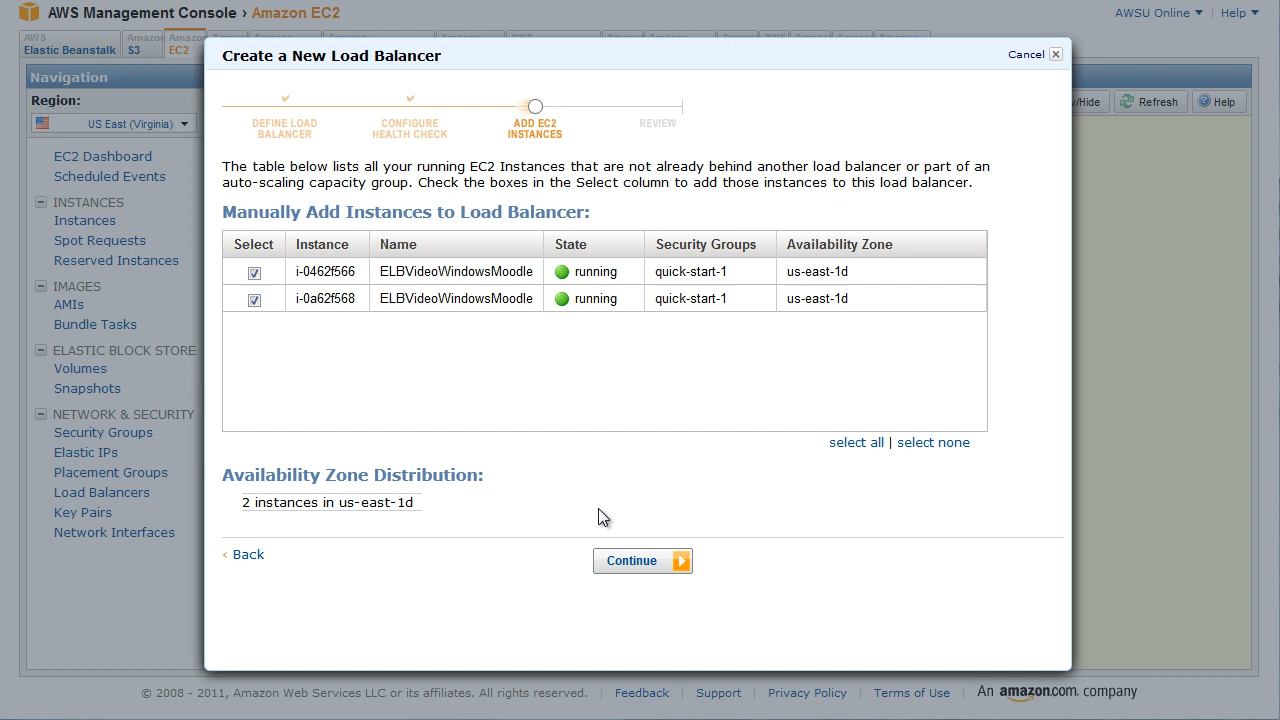 AWS Management Console › Amazon EC2
AWSU Online
Help
AWS
Elastic Beanstalk
Amazon
S3
Amazon
EC2
Navigation
Region:
US East (Virginia)
EC2 Dashboard
Scheduled Events
INSTANCES
Instances
Spot Requests
Reserved Instances
IMAGES
AMIs
Bundle Tasks
ELASTIC BLOCK STORE
Volumes
Snapshots
NETWORK & SECURITY
Security Groups
Elastic IPs
Placement Groups
Load Balancers
Key Pairs
Network Interfaces
/Hide
Refresh
Help
Create a New Load Balancer
Cancel
DEFINE LOAD
BALANCER
CONFIGURE
HEALTH CHECK
ADD EC2
INSTANCES
REVIEW
The table below lists all your running EC2 Instances that are not already behind another load balancer or part of an
auto-scaling capacity group. Check the boxes in the Select column to add those instances to this load balancer.
Manually Add Instances to Load Balancer:
Select Instance Name State Security Groups Availability Zone
i-0462f566 ELBVideoWindowsMoodle running quick-start-1 us-east-1d
i-0a62f568 ELBVideoWindowsMoodle running quick-start-1 us-east-1d
select all | select none
Availability Zone Distribution:
2 instances in us-east-1d
‹ Back
Continue
© 2008 - 2011, Amazon Web Services LLC or its affiliates. All rights reserved. | Feedback | Support | Privacy Policy | Terms of Use | An amazon.com company